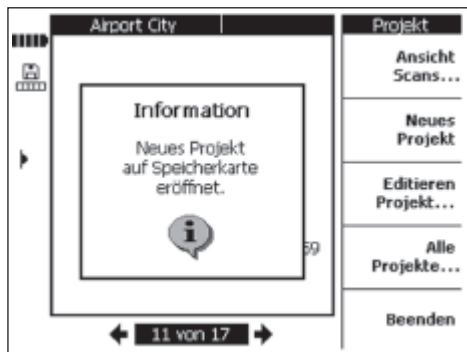 Airport City
Projekt
Ansicht
Scans...
Neues
Projekt
Editieren
Projekt...
Alle
Projekte...
Beenden
Information
Neues Projekt
auf Speicherkarte
eröffnet.
i
59
11 von 17